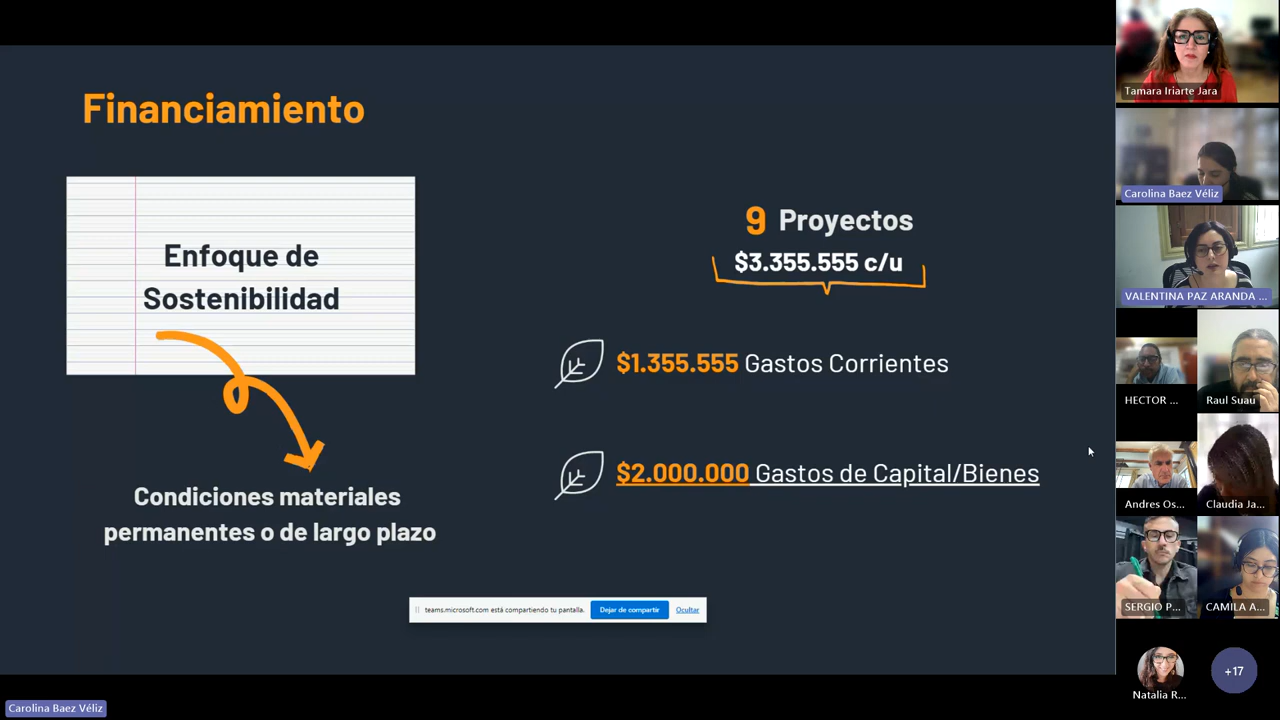 Financiamiento
Enfoque de
Sostenibilidad
Condiciones materiales
permanentes o de largo plazo
9 Proyectos
$3.355.555 c/u
$1.355.555 Gastos Corrientes
$2.000.000 Gastos de Capital/Bienes
teams.microsoft.com está compartiendo tu pantalla.
Dejar de compartir
Ocultar
Carolina Baez Véliz
Tamara Iriarte Jara
Carolina Baez Véliz
VALENTINA PAZ ARANDA ...
HECTOR ...
Raul Suau
Andres Os...
Claudia Ja...
SERGIO P...
CAMILA A...
Natalia R...
+17